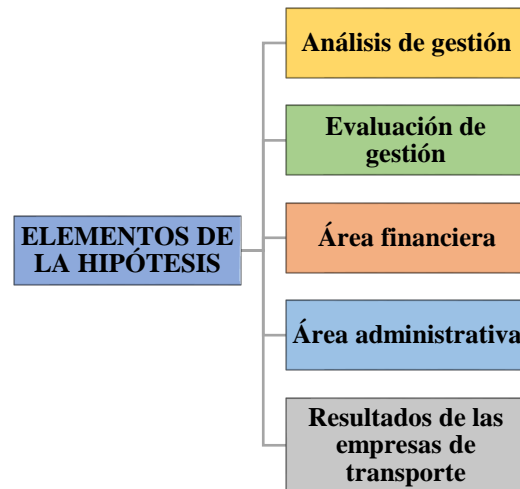 Análisis de gestión
Evaluación de
gestión
ELEMENTOS DE
LA HIPÓTESIS
Área financiera
Área administrativa
Resultados de las
empresas de
transporte